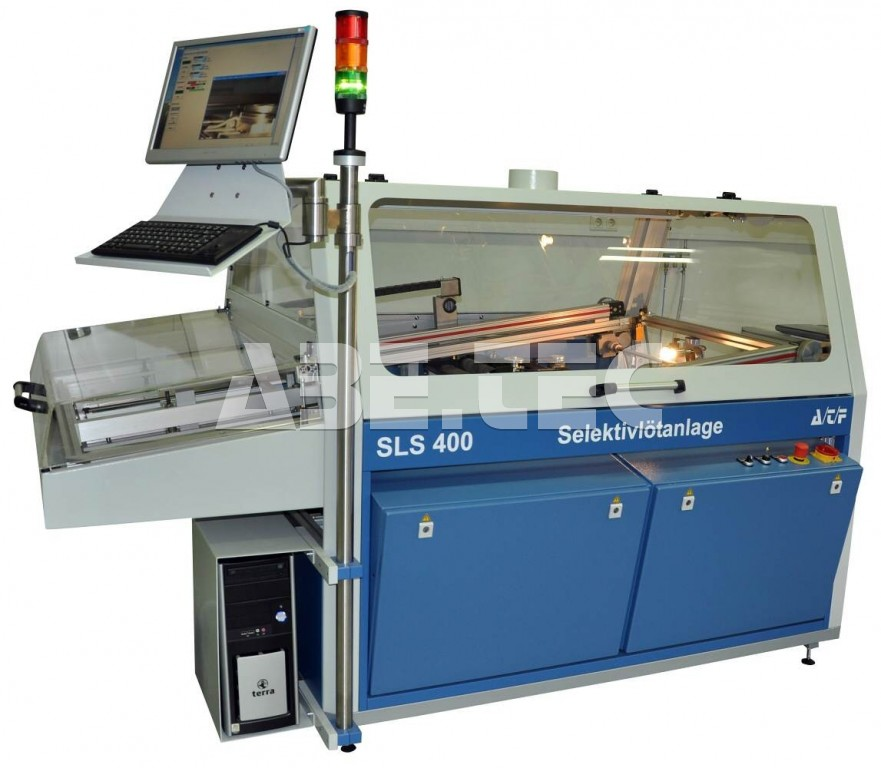 ABE.TEC
SLS 400
Selektivlötanlage
ATF
terra